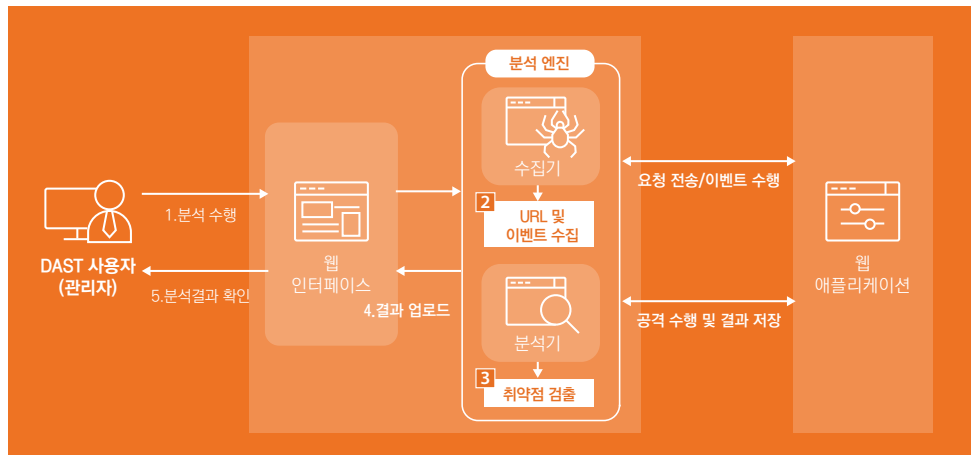 분석 엔진
수집기
2
URL 및
이벤트 수집
요청 전송/이벤트 수행
1.분석 수행
DAST 사용자
(관리자)
5.분석결과 확인
웹
인터페이스
4.결과 업로드
분석기
3
취약점 검출
공격 수행 및 결과 저장
웹
애플리케이션